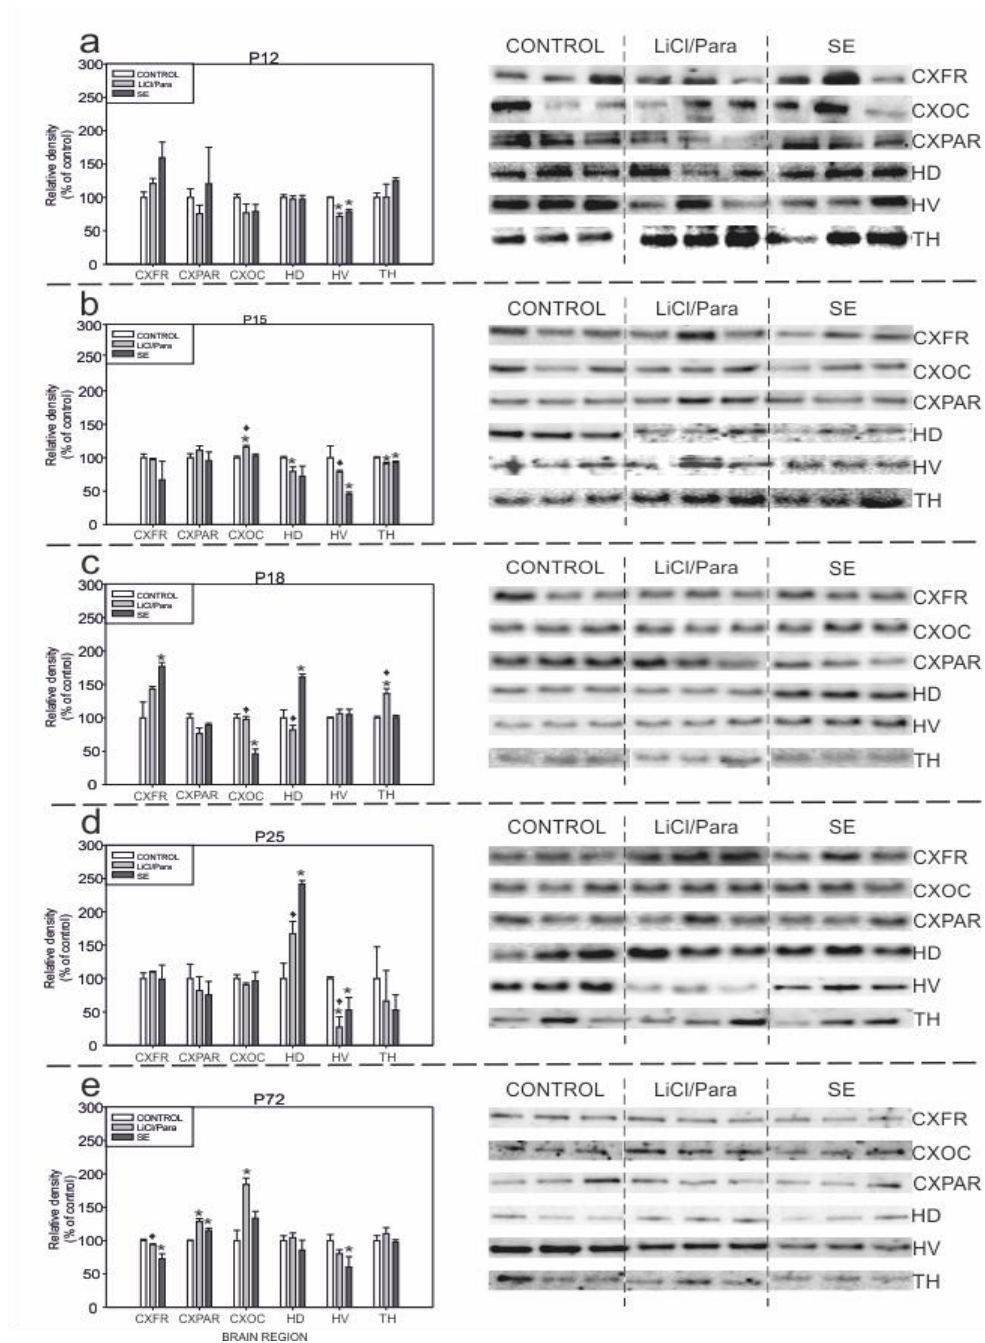 a
P12
300
250
200
150
100
50
0
Relative density
(% of control)
CONTROL
LiCl/Para
SE
CXFR CXPAR CXOC HD HV TH
CONTROL LiCl/Para SE
CXFR
CXOC
CXPAR
HD
HV
TH
b
P15
300
250
200
150
100
50
0
Relative density
(% of control)
CONTROL
LiCl/Para
SE
CXFR CXPAR CXOC HD HV TH
CONTROL LiCl/Para SE
CXFR
CXOC
CXPAR
HD
HV
TH
c
P18
300
250
200
150
100
50
0
Relative density
(% of control)
CONTROL
LiCl/Para
SE
CXFR CXPAR CXOC HD HV TH
CONTROL LiCl/Para SE
CXFR
CXOC
CXPAR
HD
HV
TH
d
P25
300
250
200
150
100
50
0
Relative density
(% of control)
CONTROL
LiCl/Para
SE
CXFR CXPAR CXOC HD HV TH
CONTROL LiCl/Para SE
CXFR
CXOC
CXPAR
HD
HV
TH
e
P72
300
250
200
150
100
50
0
Relative density
(% of control)
CONTROL
LiCl/Para
SE
CXFR CXPAR CXOC HD HV TH
BRAIN REGION
CONTROL LiCl/Para SE
CXFR
CXOC
CXPAR
HD
HV
TH